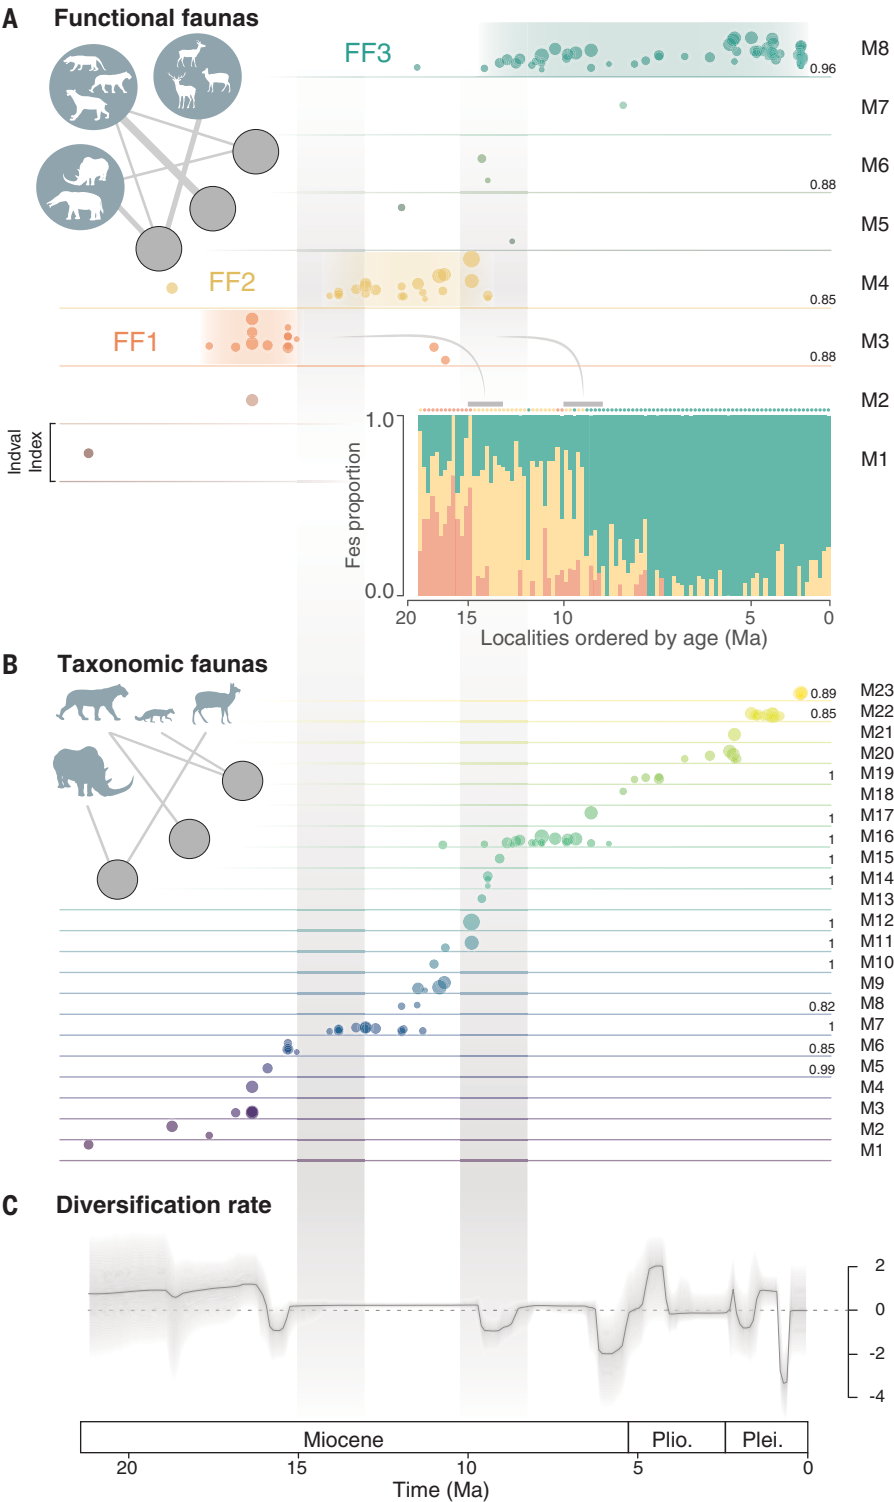 A Functional faunas
FF3
M8
0.96
M7
M6
0.88
M5
FF2
M4
0.85
FF1
M3
0.88
M2
Indval Index
M1
1.0
Fes proportion
0.0
20 15 10 5 0
Localities ordered by age (Ma)
B Taxonomic faunas
0.89 M23
0.85 M22
M21
M20
1 M19
M18
1 M17
1 M16
1 M15
1 M14
M13
1 M12
1 M11
1 M10
M9
0.82 M8
1 M7
0.85 M6
0.99 M5
M4
M3
M2
M1
C Diversification rate
2
0
-2
-4
Miocene Plio. Plei.
20 15 10 5 0
Time (Ma)